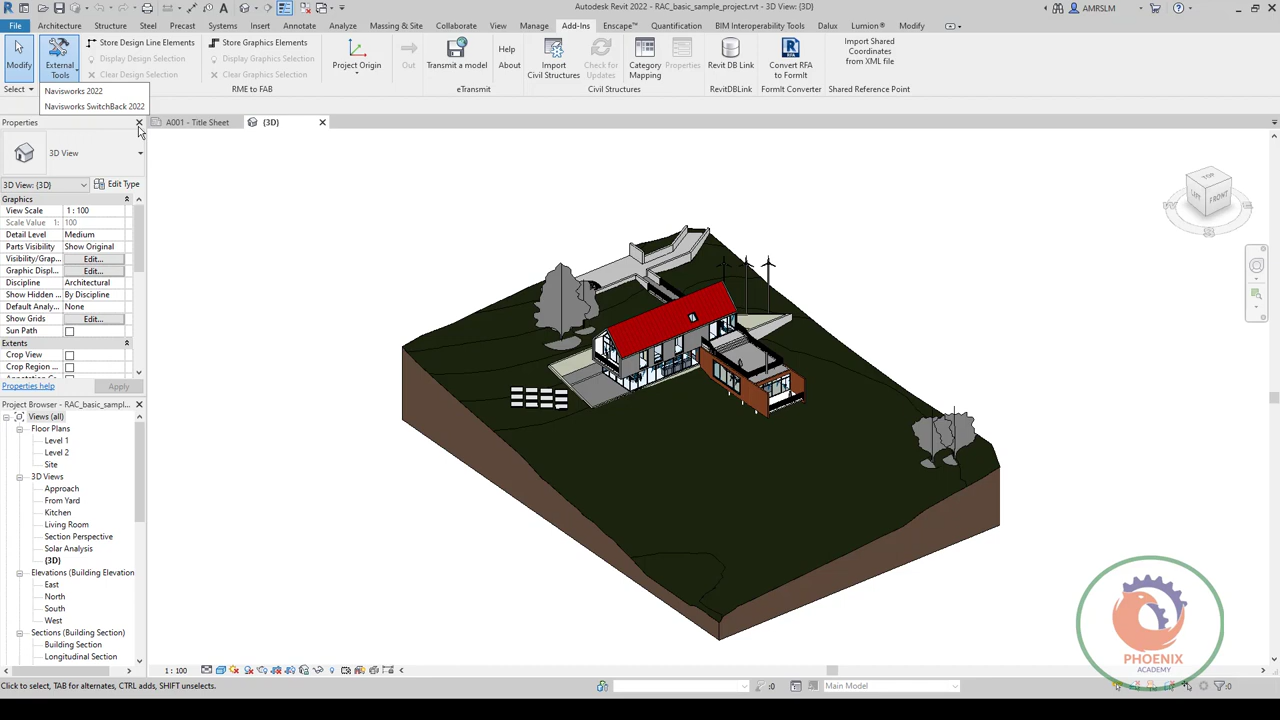 Autodesk Revit 2022 - RAC_basic_sample_project.rvt - 3D View: {3D}
AMRSLM
File Architecture Structure Steel Precast Systems Insert Annotate Analyze Massing & Site Collaborate View Manage Add-Ins Enscape™ Quantification BIM Interoperability Tools Dalux Lumion® Modify
Modify
External Tools
Store Design Line Elements
Display Design Selection
Clear Design Selection
Store Graphics Elements
Display Graphics Selection
Clear Graphics Selection
Project Origin
Out
Transmit a model
Help
About
Import Civil Structures
Check for Updates
Category Mapping
Properties
Revit DB Link
Convert RFA to FormIt
Import Shared Coordinates from XML file
Select
RME to FAB
eTransmit
Civil Structures
RevitDBLink
FormIt Converter
Shared Reference Point
Navisworks 2022
Navisworks SwitchBack 2022
Properties
A001 - Title Sheet
{3D}
3D View
3D View: {3D}
Edit Type
Graphics
View Scale 1 : 100
Scale Value 1: 100
Detail Level Medium
Parts Visibility Show Original
Visibility/Grap... Edit...
Graphic Displ... Edit...
Discipline Architectural
Show Hidden ... By Discipline
Default Analy... None
Show Grids Edit...
Sun Path
Extents
Crop View
Crop Region ...
Properties help
Apply
Project Browser - RAC_basic_sampl...
Views (all)
Floor Plans
Level 1
Level 2
Site
3D Views
Approach
From Yard
Kitchen
Living Room
Section Perspective
Solar Analysis
{3D}
Elevations (Building Elevation
East
North
South
West
Sections (Building Section)
Building Section
Longitudinal Section
TOP
LEFT
FRONT
PHOENIX
ACADEMY
1 : 100
Click to select, TAB for alternates, CTRL adds, SHIFT unselects.
:0
Main Model
:0